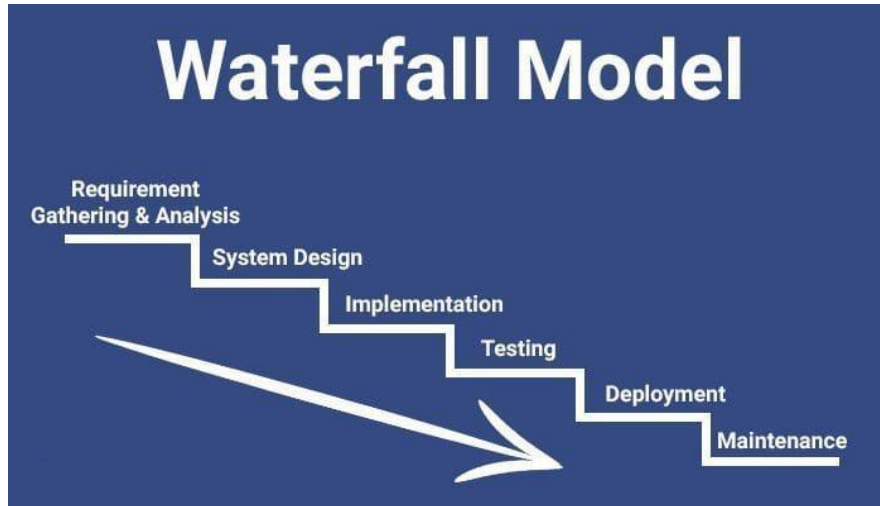 Waterfall Model
Requirement
Gathering & Analysis
System Design
Implementation
Testing
Deployment
Maintenance